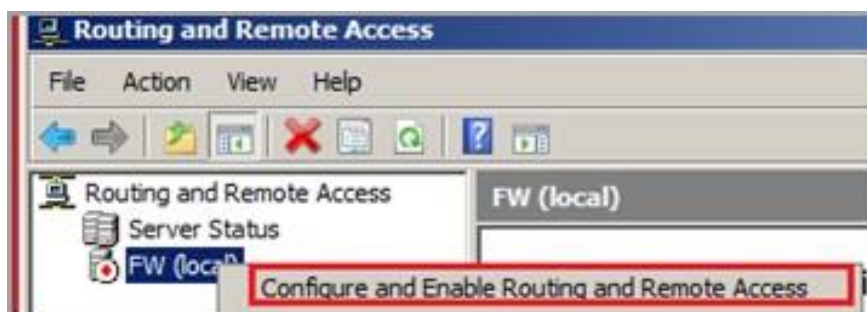 Routing and Remote Access
File Action View Help
Routing and Remote Access
FW (local)
Server Status
FW (local)
Configure and Enable Routing and Remote Access